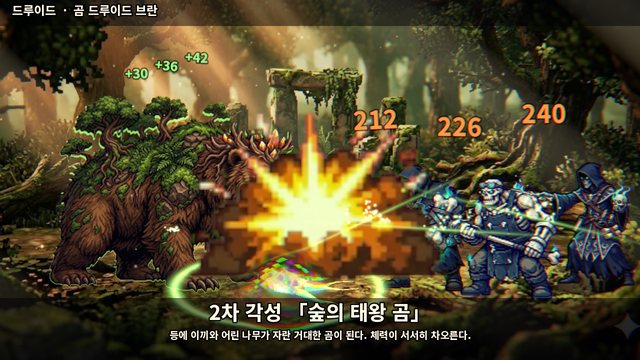 드루이드 · 곰 드루이드 브란
+30
+36
+42
212
226
240
2차 각성 「숲의 태왕 곰」
등에 이끼와 어린 나무가 자란 거대한 곰이 된다. 체력이 서서히 차오른다.